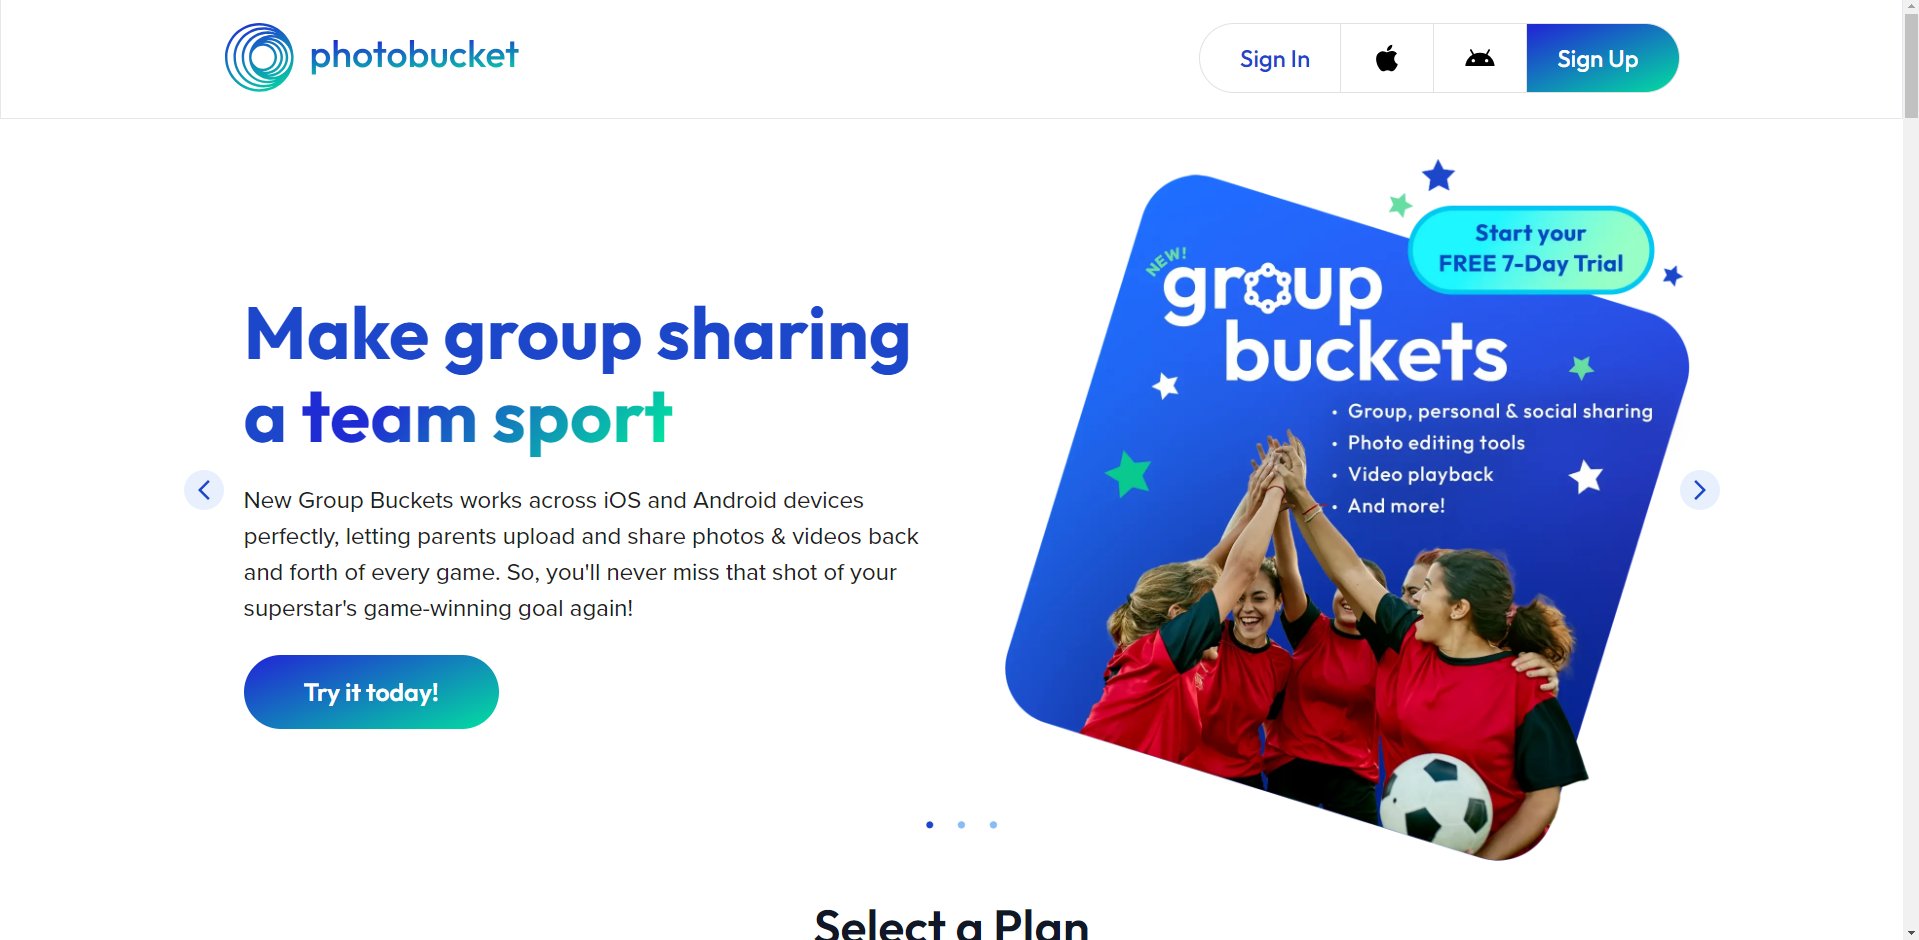 photobucket
Sign In
Sign Up
Make group sharing
a team sport
New Group Buckets works across iOS and Android devices
perfectly, letting parents upload and share photos & videos back
and forth of every game. So, you'll never miss that shot of your
superstar's game-winning goal again!
Try it today!
Start your
FREE 7-Day Trial
NEW!
group
buckets
• Group, personal & social sharing
• Photo editing tools
• Video playback
• And more!
Select a Plan